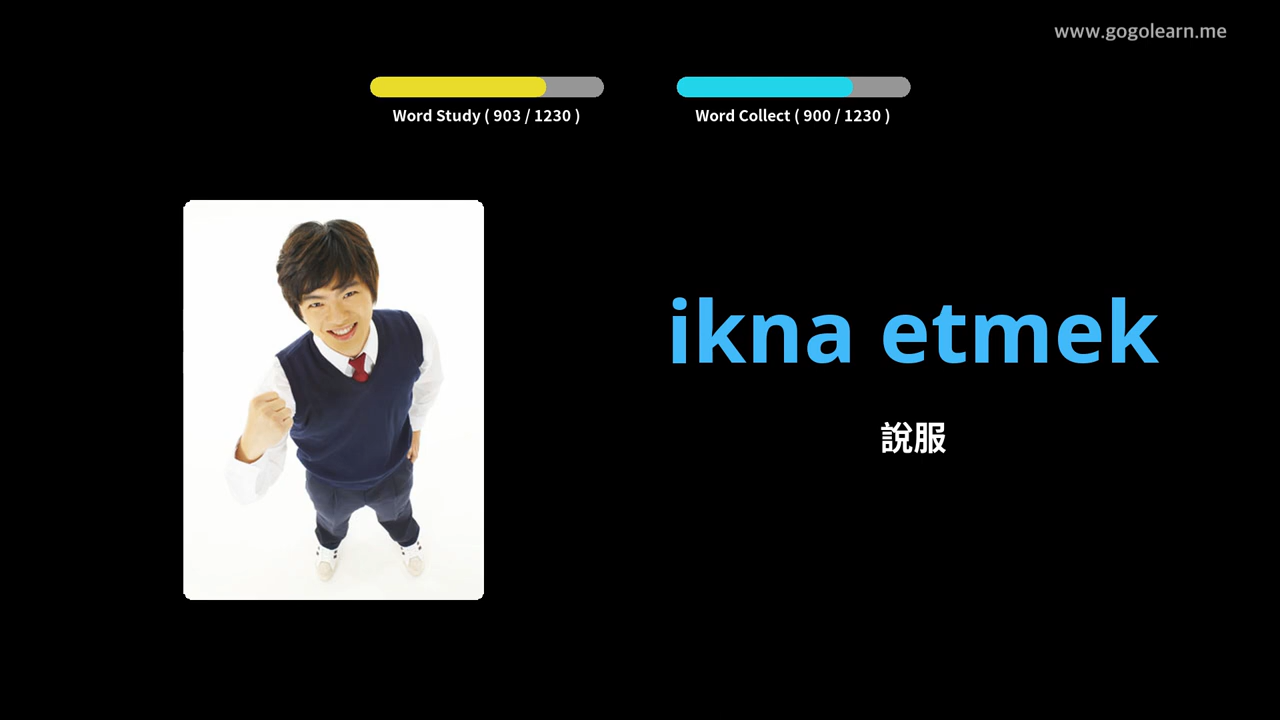 www.gogolearn.me
Word Study ( 903 / 1230 )
Word Collect ( 900 / 1230 )
ikna etmek
說服